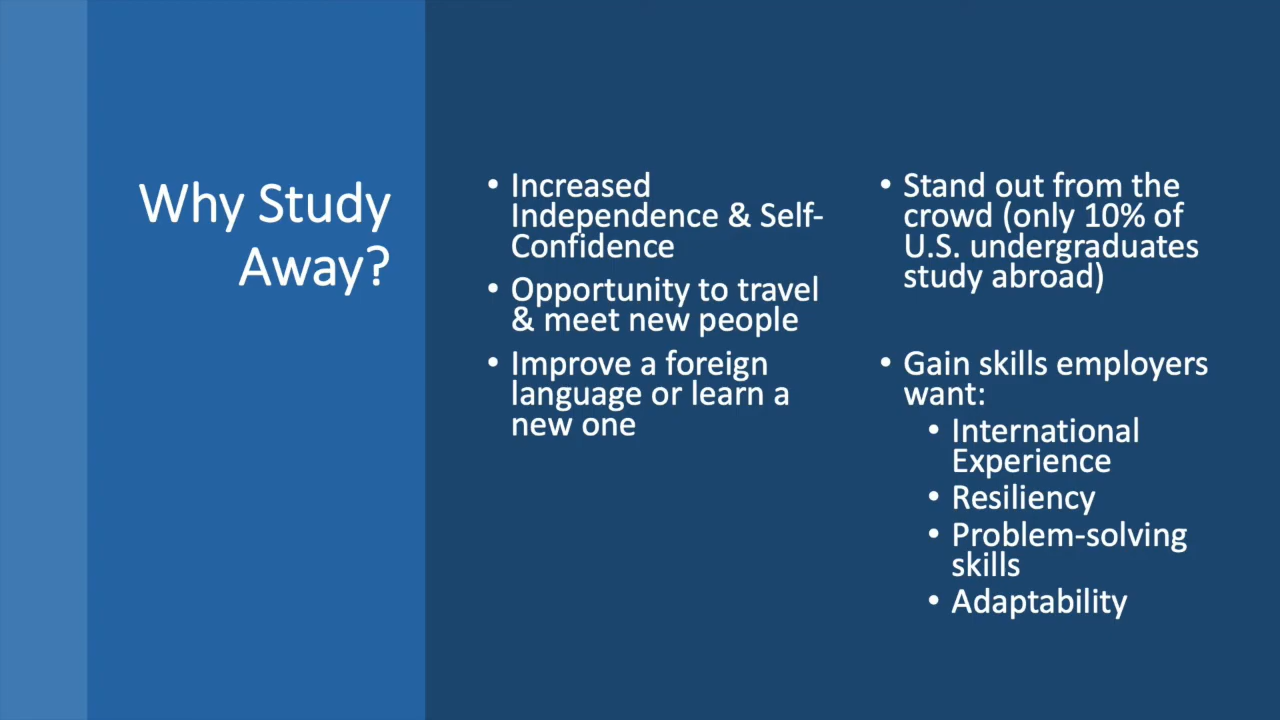 Why Study
Away?
• Increased
Independence & Self-
Confidence
• Opportunity to travel
& meet new people
• Improve a foreign
language or learn a
new one
• Stand out from the
crowd (only 10% of
U.S. undergraduates
study abroad)
• Gain skills employers
want:
• International
Experience
• Resiliency
• Problem-solving
skills
• Adaptability